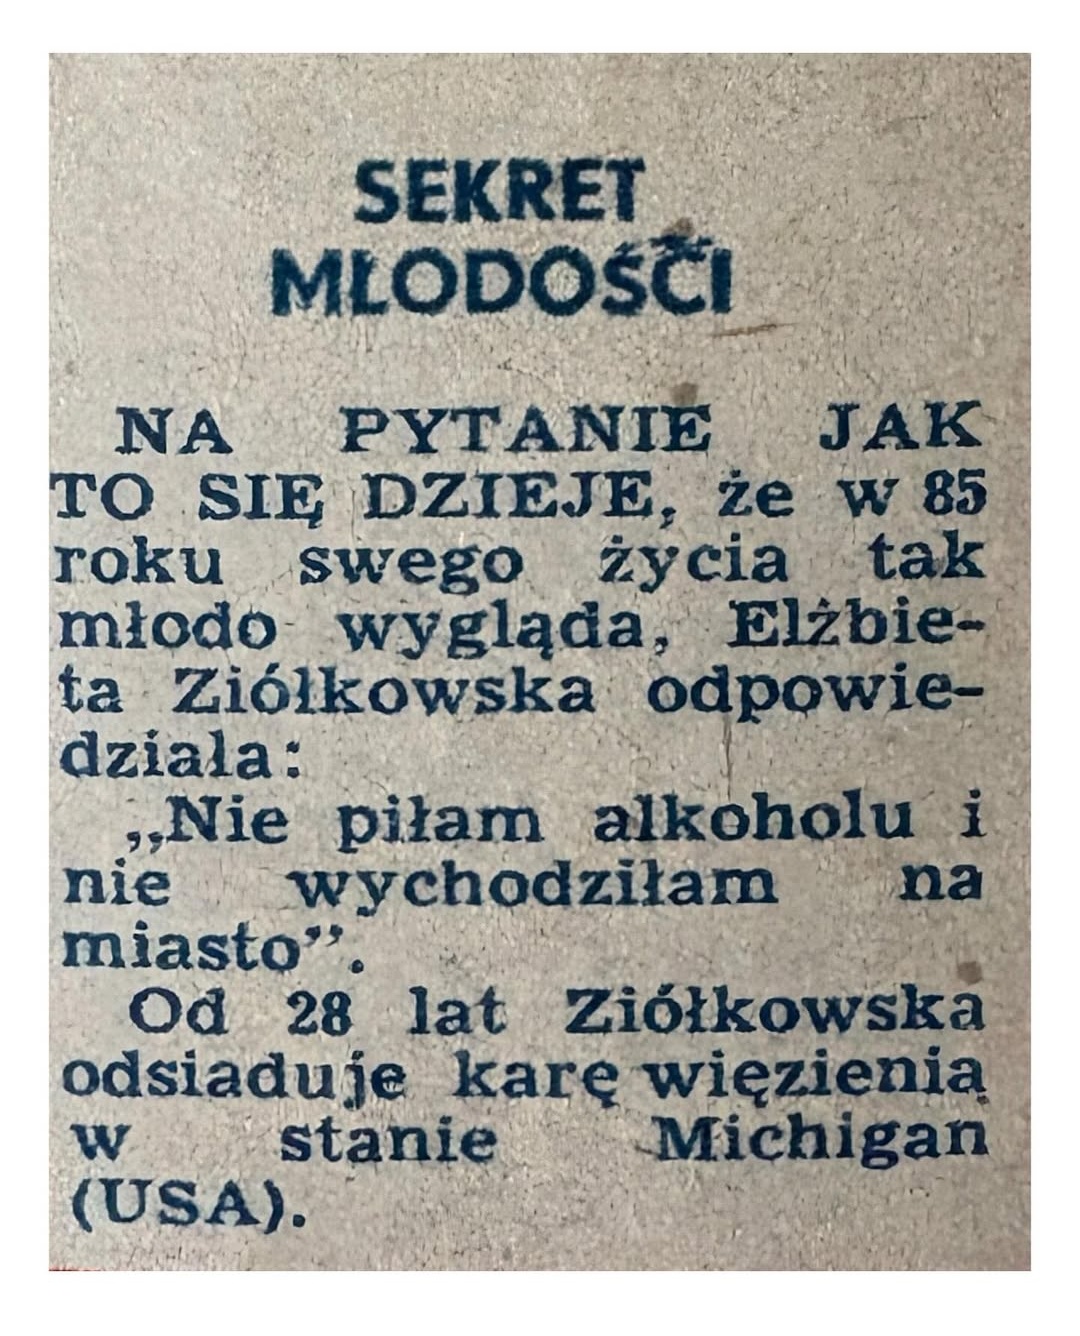 SEKRET
MŁODOŚCI
NA PYTANIE JAK
TO SIĘ DZIEJE, że w 85
roku swego życia tak
młodo wygląda, Elżbie-
ta Ziółkowska odpowie-
działa:
„Nie piłam alkoholu i
nie wychodziłam na
miasto”.
Od 28 lat Ziółkowska
odsiaduje karę więzienia
w stanie Michigan
(USA).